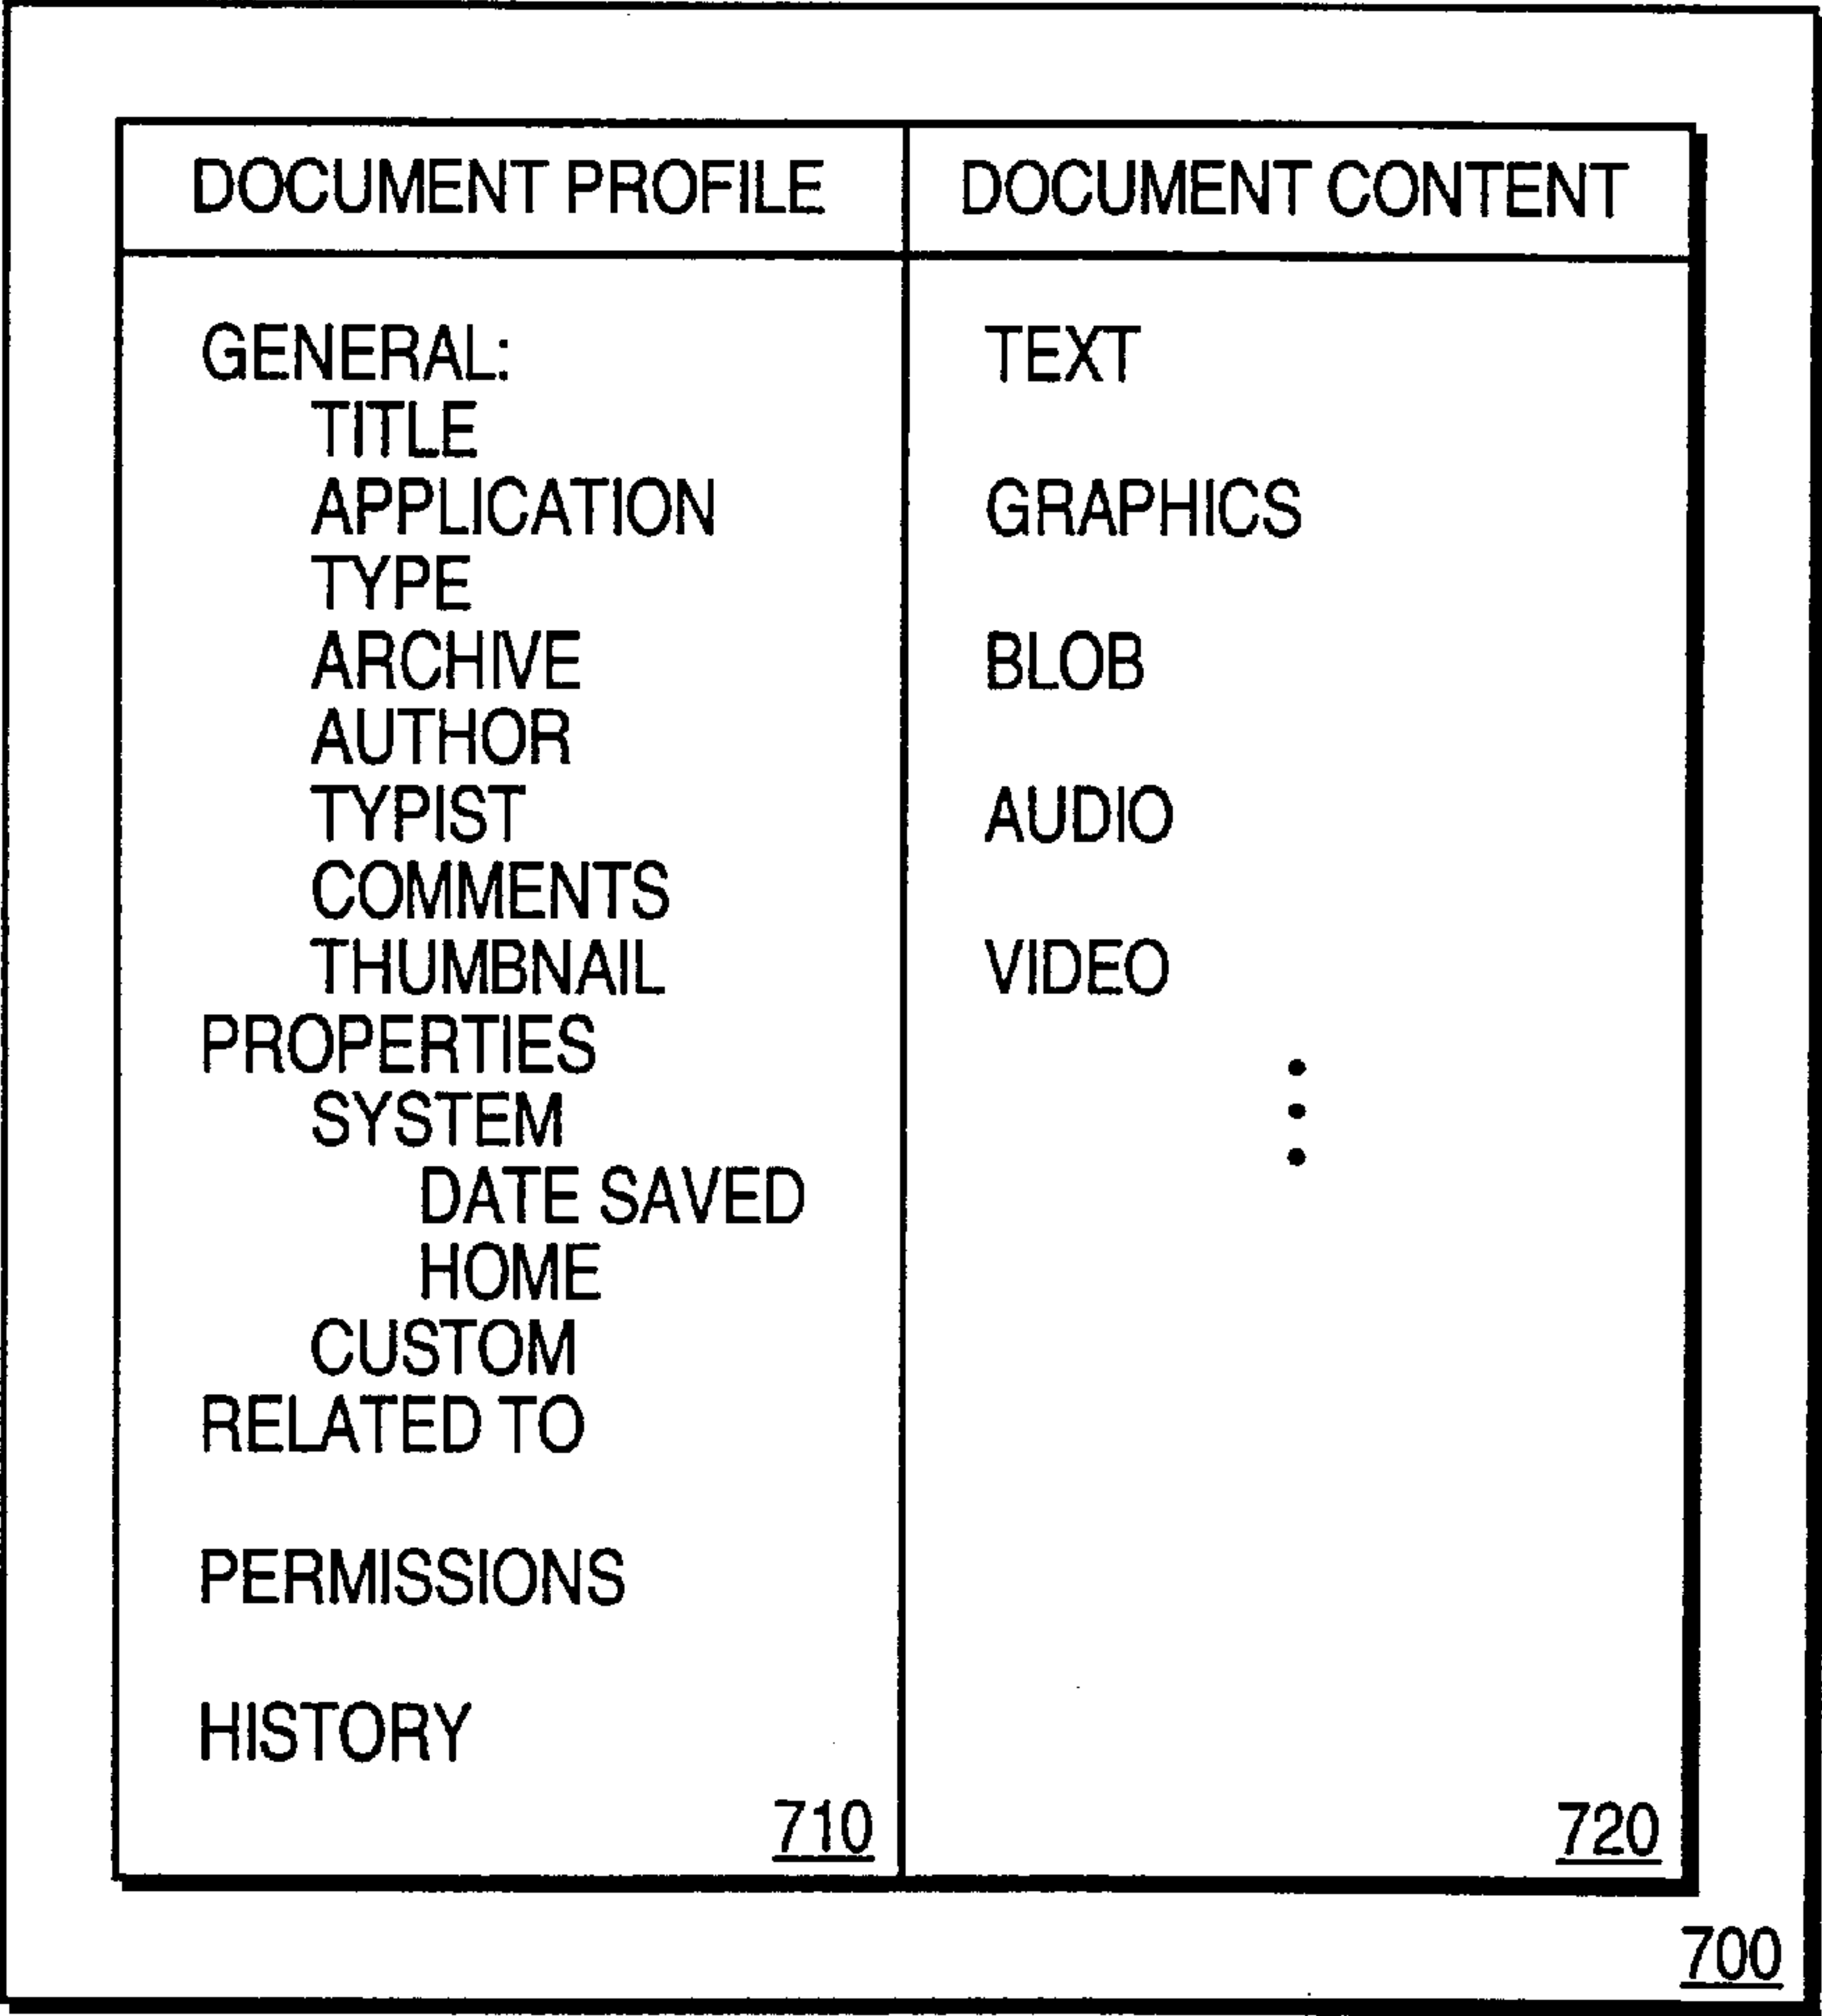 DOCUMENT PROFILE
GENERAL:
TITLE
APPLICATION
TYPE
ARCHIVE
AUTHOR
TYPIST
COMMENTS
THUMBNAIL
PROPERTIES
SYSTEM
DATE SAVED
HOME
CUSTOM
RELATED TO
PERMISSIONS
HISTORY
710
DOCUMENT CONTENT
TEXT
GRAPHICS
BLOB
AUDIO
VIDEO
720
700